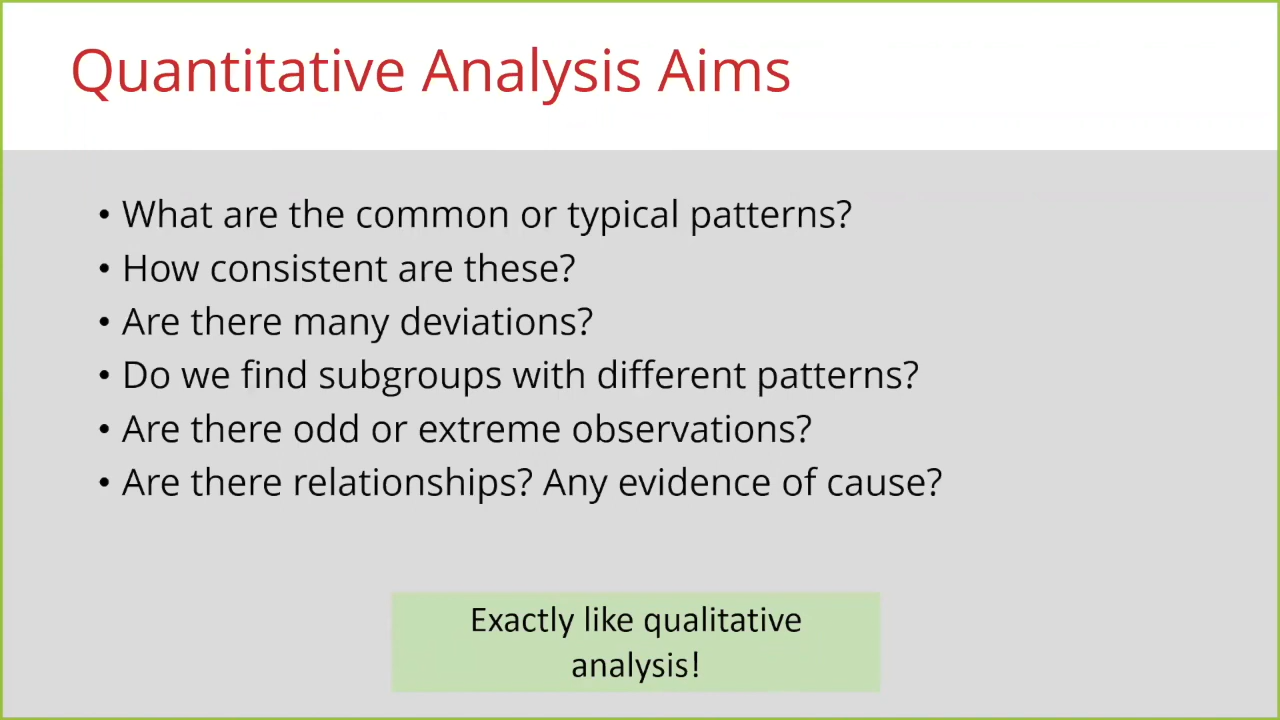 Quantitative Analysis Aims
• What are the common or typical patterns?
• How consistent are these?
• Are there many deviations?
• Do we find subgroups with different patterns?
• Are there odd or extreme observations?
• Are there relationships? Any evidence of cause?
Exactly like qualitative
analysis!